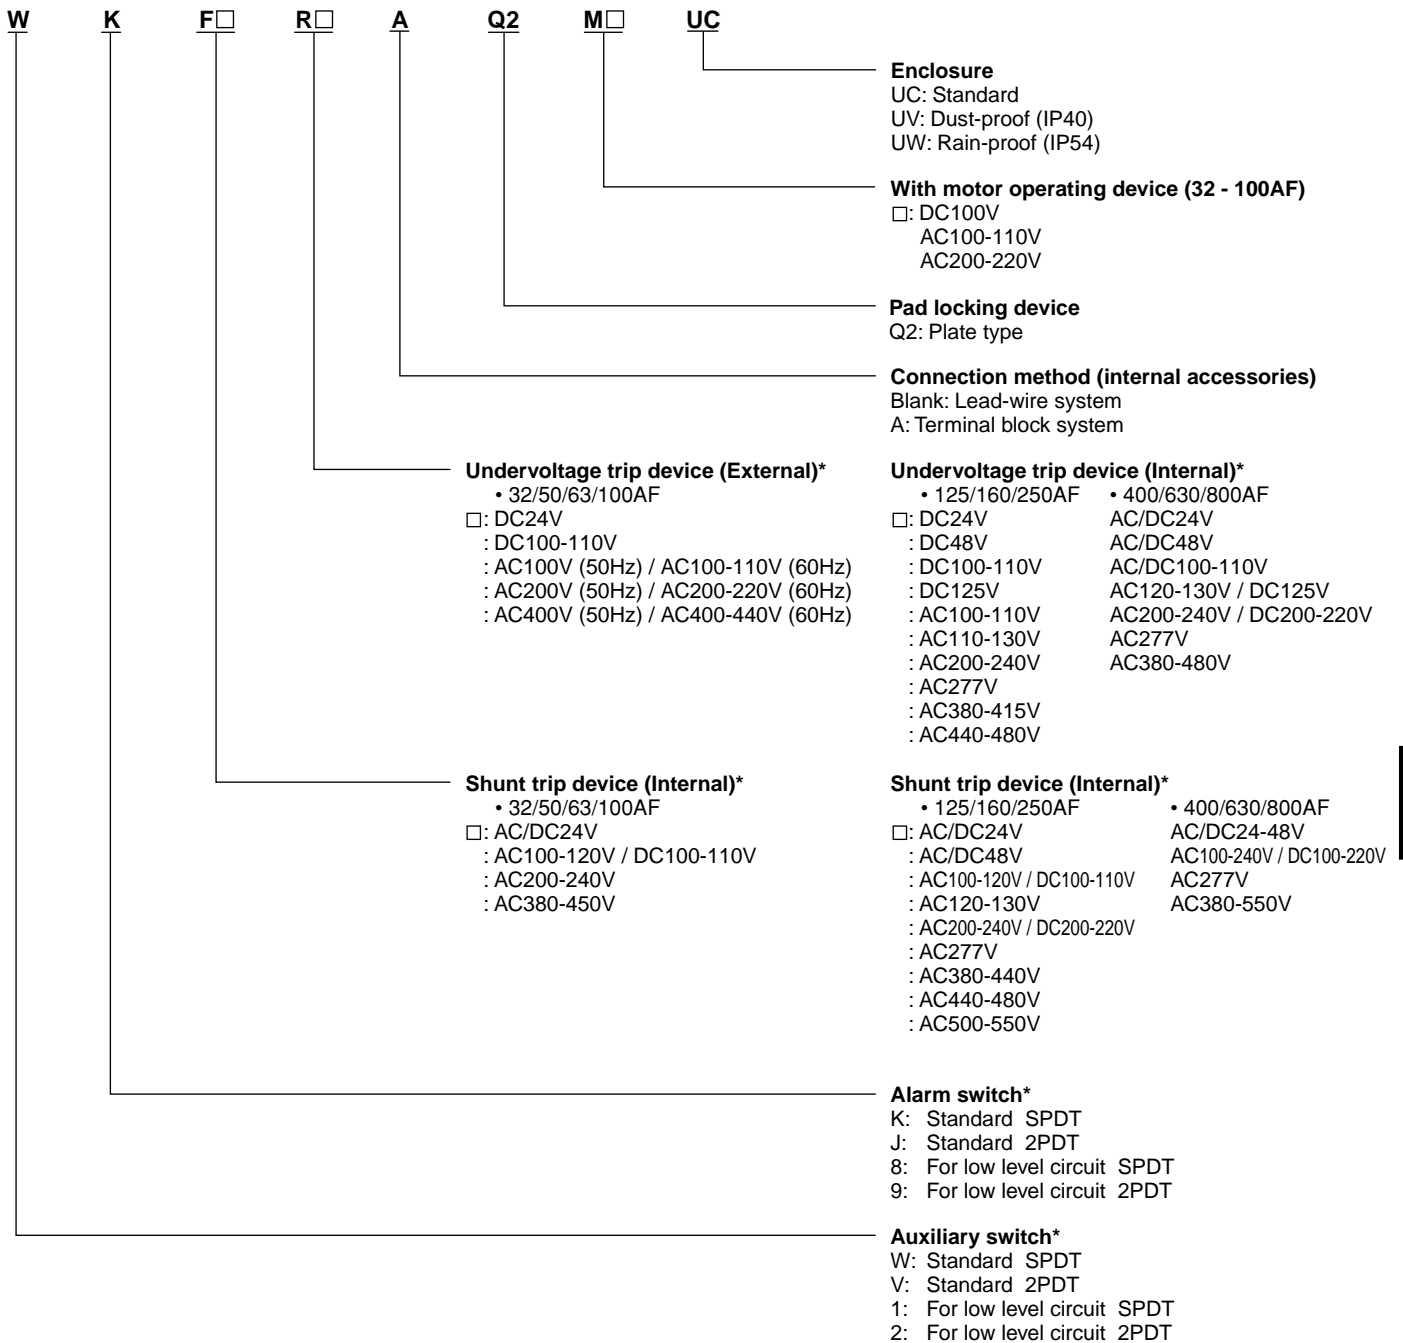 W K F□ R□ A Q2 M□ UC
Enclosure
UC: Standard
UV: Dust-proof (IP40)
UW: Rain-proof (IP54)
With motor operating device (32 - 100AF)
□: DC100V
AC100-110V
AC200-220V
Pad locking device
Q2: Plate type
Connection method (internal accessories)
Blank: Lead-wire system
A: Terminal block system
Undervoltage trip device (External)*
• 32/50/63/100AF
□: DC24V
: DC100-110V
: AC100V (50Hz) / AC100-110V (60Hz)
: AC200V (50Hz) / AC200-220V (60Hz)
: AC400V (50Hz) / AC400-440V (60Hz)
Undervoltage trip device (Internal)*
• 125/160/250AF • 400/630/800AF
□: DC24V AC/DC24V
: DC48V AC/DC48V
: DC100-110V AC/DC100-110V
: DC125V AC120-130V / DC125V
: AC100-110V AC200-240V / DC200-220V
: AC110-130V AC277V
: AC200-240V AC380-480V
: AC277V
: AC380-415V
: AC440-480V
Shunt trip device (Internal)*
• 32/50/63/100AF
□: AC/DC24V
: AC100-120V / DC100-110V
: AC200-240V
: AC380-450V
Shunt trip device (Internal)*
• 125/160/250AF • 400/630/800AF
□: AC/DC24V AC/DC24-48V
: AC/DC48V AC100-240V / DC100-220V
: AC100-120V / DC100-110V AC277V
: AC120-130V AC380-550V
: AC200-240V / DC200-220V
: AC277V
: AC380-440V
: AC440-480V
: AC500-550V
Alarm switch*
K: Standard SPDT
J: Standard 2PDT
8: For low level circuit SPDT
9: For low level circuit 2PDT
Auxiliary switch*
W: Standard SPDT
V: Standard 2PDT
1: For low level circuit SPDT
2: For low level circuit 2PDT